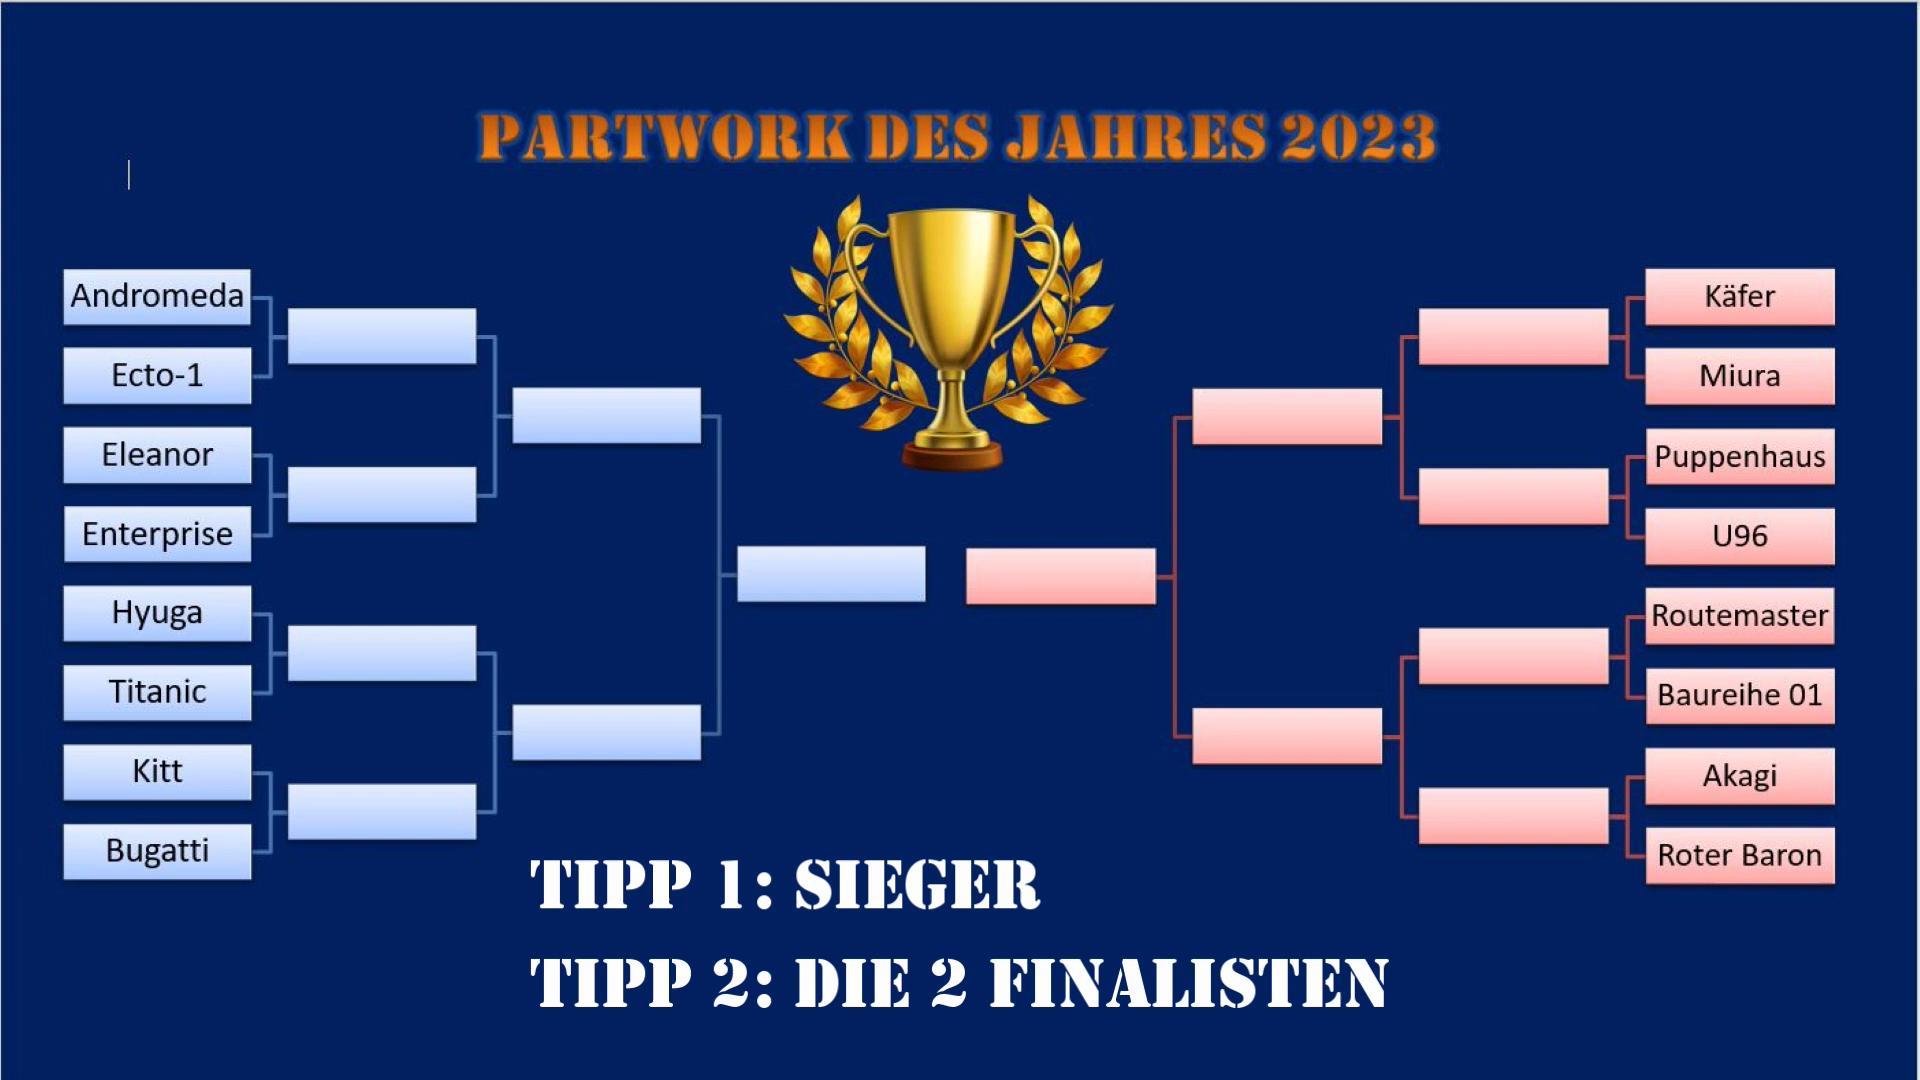 PARTWORK DES JAHRES 2023
Andromeda
Ecto-1
Eleanor
Enterprise
Hyuga
Titanic
Kitt
Bugatti
Käfer
Miura
Puppenhaus
U96
Routemaster
Baureihe 01
Akagi
Roter Baron
TIPP 1: SIEGER
TIPP 2: DIE 2 FINALISTEN